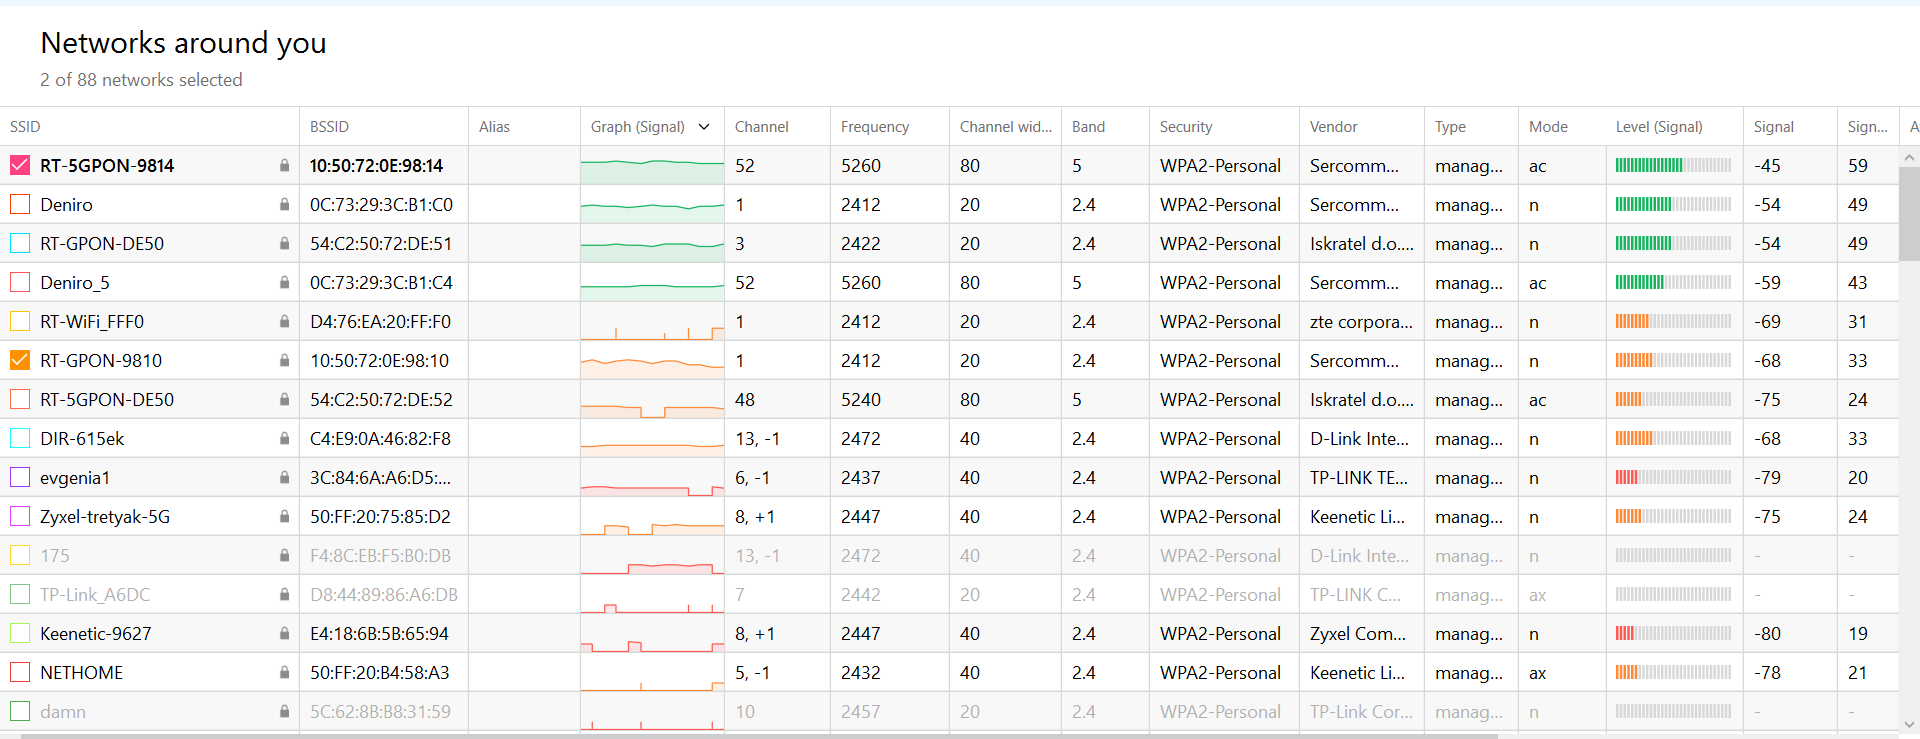 Networks around you
2 of 88 networks selected
SSID BSSID Alias Graph (Signal) Channel Frequency Channel wid... Band Security Vendor Type Mode Level (Signal) Signal Sign...
RT-5GPON-9814 10:50:72:0E:98:14 52 5260 80 5 WPA2-Personal Sercomm... manag... ac -45 59
Deniro 0C:73:29:3C:B1:C0 1 2412 20 2.4 WPA2-Personal Sercomm... manag... n -54 49
RT-GPON-DE50 54:C2:50:72:DE:51 3 2422 20 2.4 WPA2-Personal Iskratel d.o.... manag... n -54 49
Deniro_5 0C:73:29:3C:B1:C4 52 5260 80 5 WPA2-Personal Sercomm... manag... ac -59 43
RT-WiFi_FFF0 D4:76:EA:20:FF:F0 1 2412 20 2.4 WPA2-Personal zte corpora... manag... n -69 31
RT-GPON-9810 10:50:72:0E:98:10 1 2412 20 2.4 WPA2-Personal Sercomm... manag... n -68 33
RT-5GPON-DE50 54:C2:50:72:DE:52 48 5240 80 5 WPA2-Personal Iskratel d.o.... manag... ac -75 24
DIR-615ek C4:E9:0A:46:82:F8 13, -1 2472 40 2.4 WPA2-Personal D-Link Inte... manag... n -68 33
evgenia1 3C:84:6A:A6:D5:... 6, -1 2437 40 2.4 WPA2-Personal TP-LINK TE... manag... n -79 20
Zyxel-tretyak-5G 50:FF:20:75:85:D2 8, +1 2447 40 2.4 WPA2-Personal Keenetic Li... manag... n -75 24
175 F4:8C:EB:F5:B0:DB 13, -1 2472 40 2.4 WPA2-Personal D-Link Inte... manag... n - -
TP-Link_A6DC D8:44:89:86:A6:DB 7 2442 20 2.4 WPA2-Personal TP-LINK C... manag... ax - -
Keenetic-9627 E4:18:6B:5B:65:94 8, +1 2447 40 2.4 WPA2-Personal Zyxel Com... manag... n -80 19
NETHOME 50:FF:20:B4:58:A3 5, -1 2432 40 2.4 WPA2-Personal Keenetic Li... manag... ax -78 21
damn 5C:62:8B:B8:31:59 10 2457 20 2.4 WPA2-Personal TP-Link Cor... manag... n - -